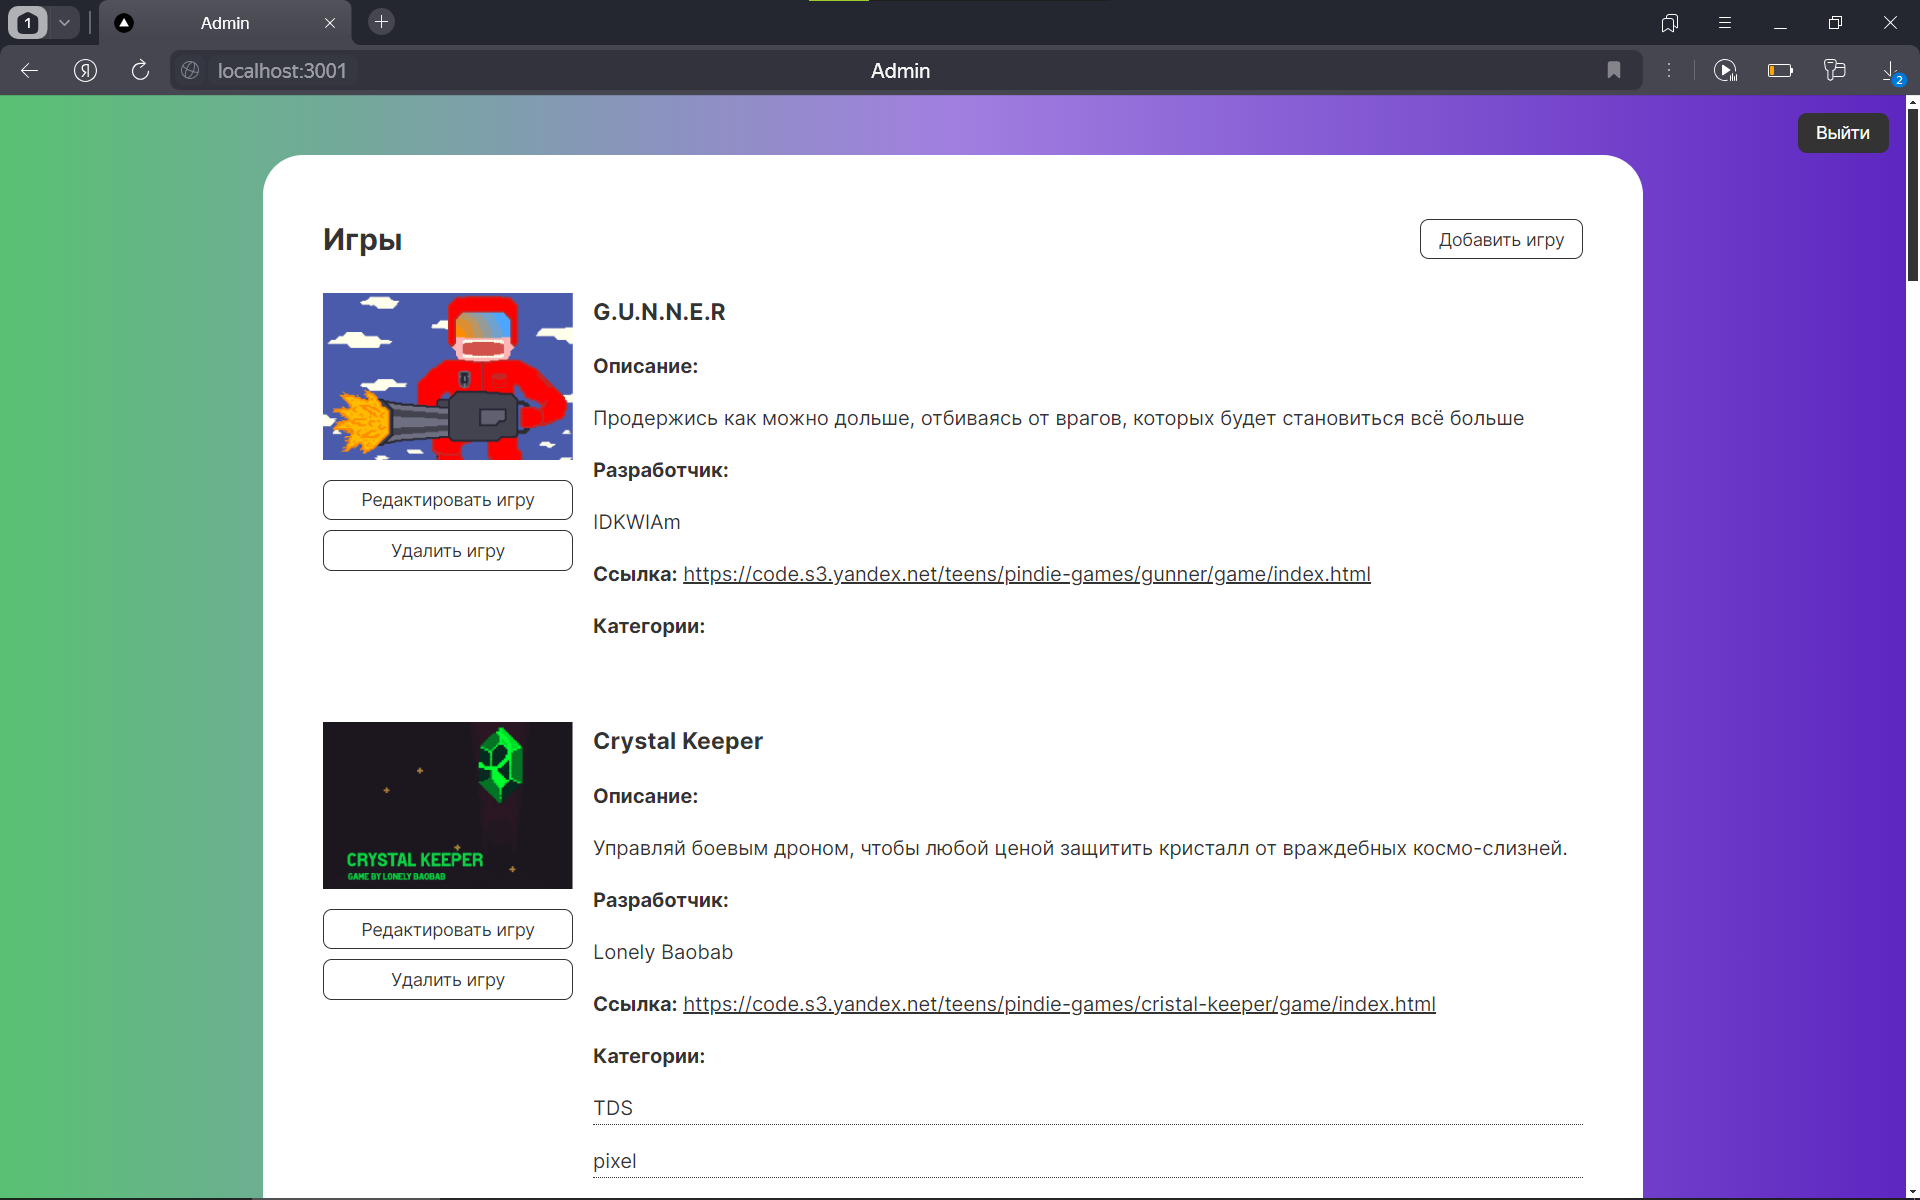 1
Admin
Я
localhost:3001
Admin
2
Выйти
Игры
Добавить игру
G.U.N.N.E.R
Описание:
Продержись как можно дольше, отбиваясь от врагов, которых будет становиться всё больше
Разработчик:
IDKWIAm
Ссылка: https://code.s3.yandex.net/teens/pindie-games/gunner/game/index.html
Категории:
Редактировать игру
Удалить игру
CRYSTAL KEEPER
GAME BY LONELY BAOBAB
Crystal Keeper
Описание:
Управляй боевым дроном, чтобы любой ценой защитить кристалл от враждебных космо-слизней.
Разработчик:
Lonely Baobab
Ссылка: https://code.s3.yandex.net/teens/pindie-games/cristal-keeper/game/index.html
Категории:
TDS
pixel
Редактировать игру
Удалить игру